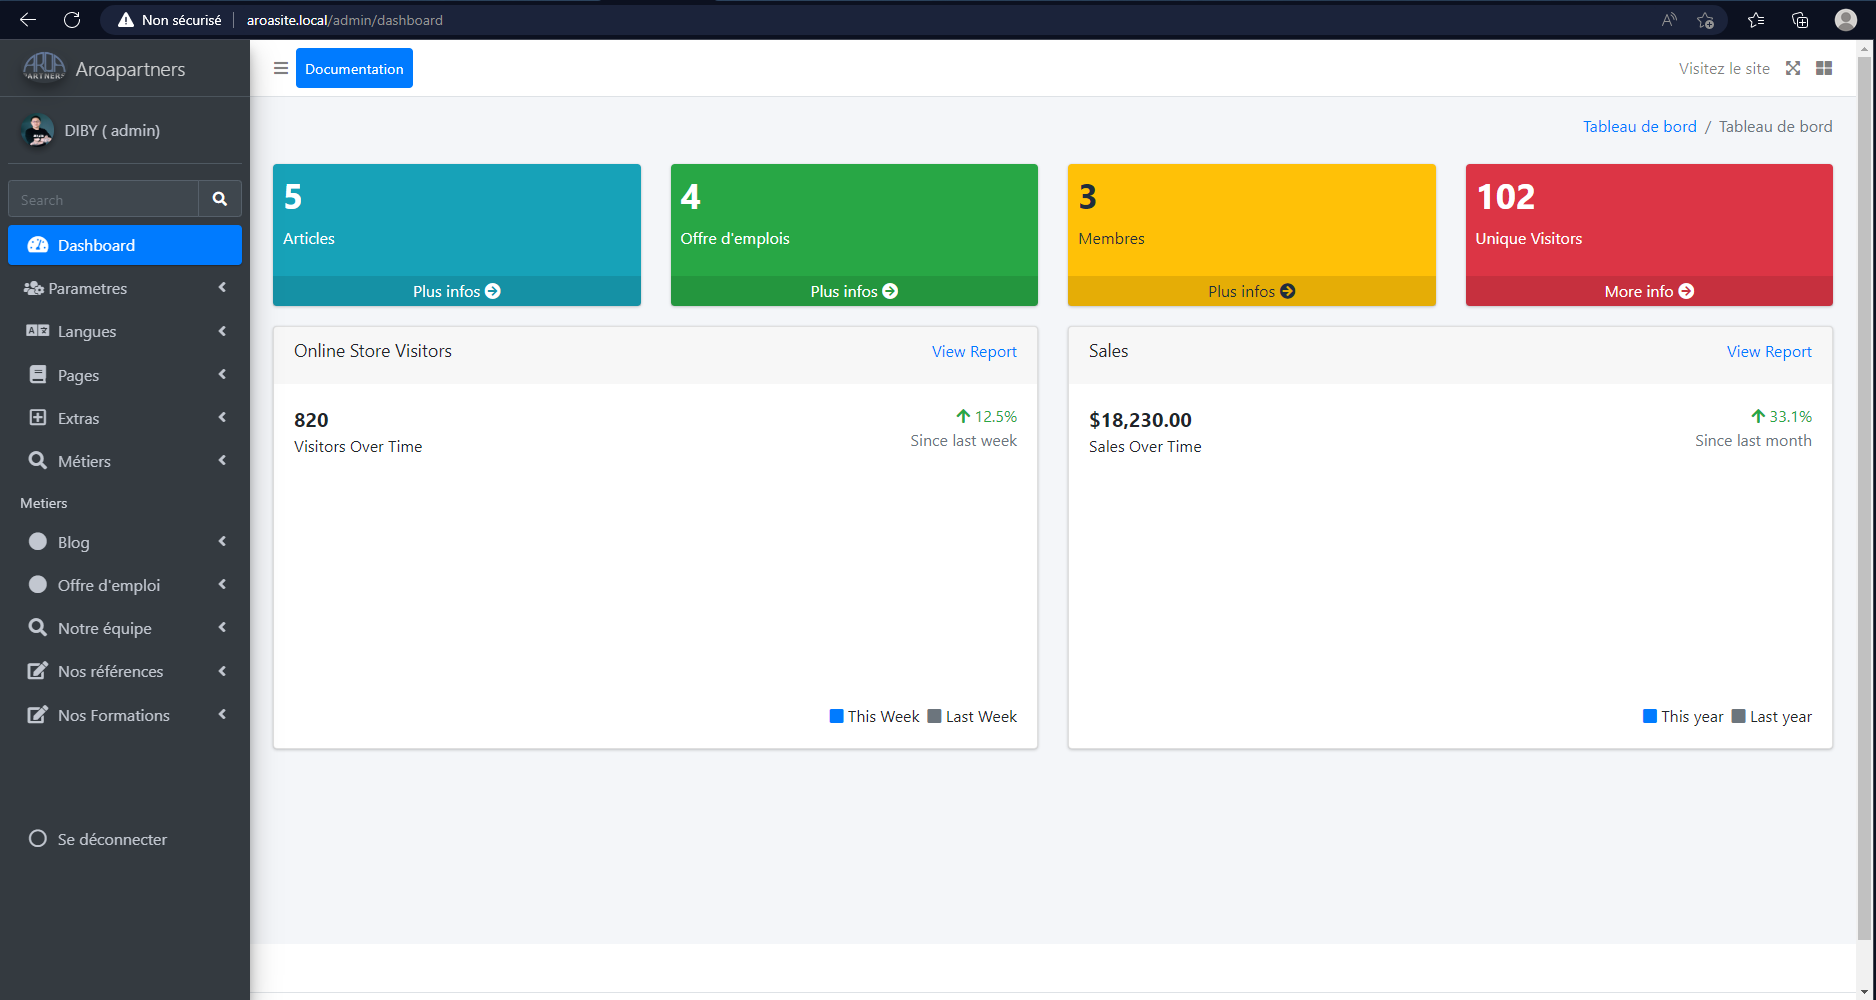 Non sécurisé
aroasite.local/admin/dashboard
AROA
PARTNERS
Aroapartners
DIBY ( admin)
Search
Dashboard
Parametres
Langues
Pages
Extras
Métiers
Metiers
Blog
Offre d'emploi
Notre équipe
Nos références
Nos Formations
Se déconnecter
Documentation
Visitez le site
Tableau de bord / Tableau de bord
5
Articles
Plus infos
4
Offre d'emplois
Plus infos
3
Membres
Plus infos
102
Unique Visitors
More info
Online Store Visitors
View Report
820
Visitors Over Time
12.5%
Since last week
This Week Last Week
Sales
View Report
$18,230.00
Sales Over Time
33.1%
Since last month
This year Last year